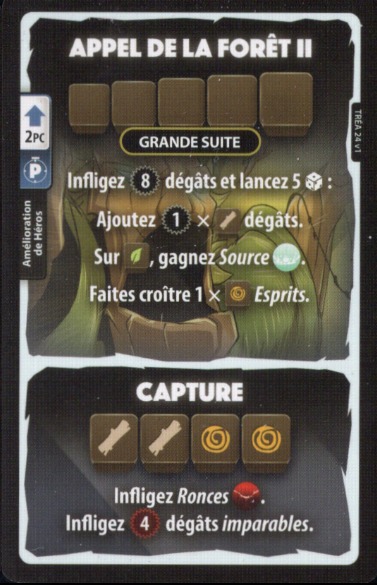 APPEL DE LA FORÊT II
GRANDE SUITE
Infligez 8 dégâts et lancez 5 :
Ajoutez 1 × dégâts.
Sur , gagnez Source .
Faites croître 1 × Esprits.
2PC
P
Amélioration
de Héros
TREA 24 v1
CAPTURE
Infligez Ronces .
Infligez 4 dégâts imparables.